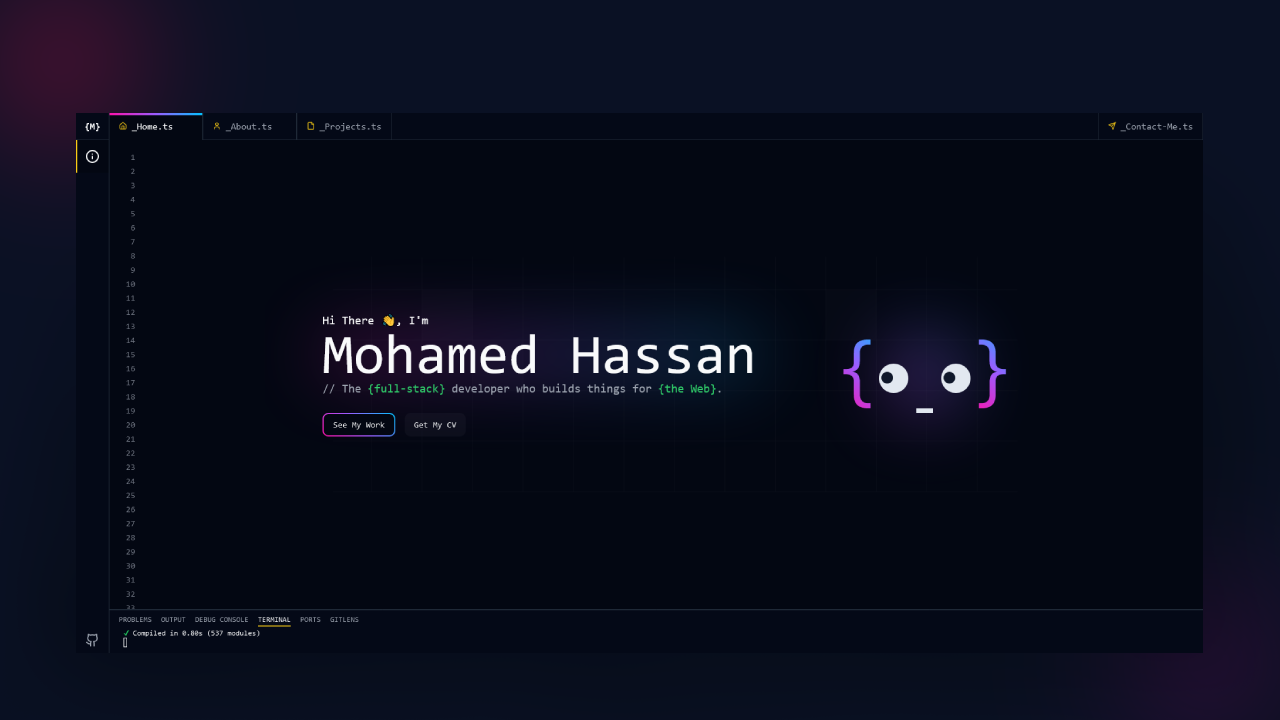 {M}
_Home.ts
_About.ts
_Projects.ts
_Contact-Me.ts
1
2
3
4
5
6
7
8
9
10
11
12
13
14
15
16
17
18
19
20
21
22
23
24
25
26
27
28
29
30
31
32
33
Hi There 👋, I'm
Mohamed Hassan
// The {full-stack} developer who builds things for {the Web}.
See My Work
Get My CV
PROBLEMS OUTPUT DEBUG CONSOLE TERMINAL PORTS GITLENS
✓ Compiled in 0.80s (537 modules)